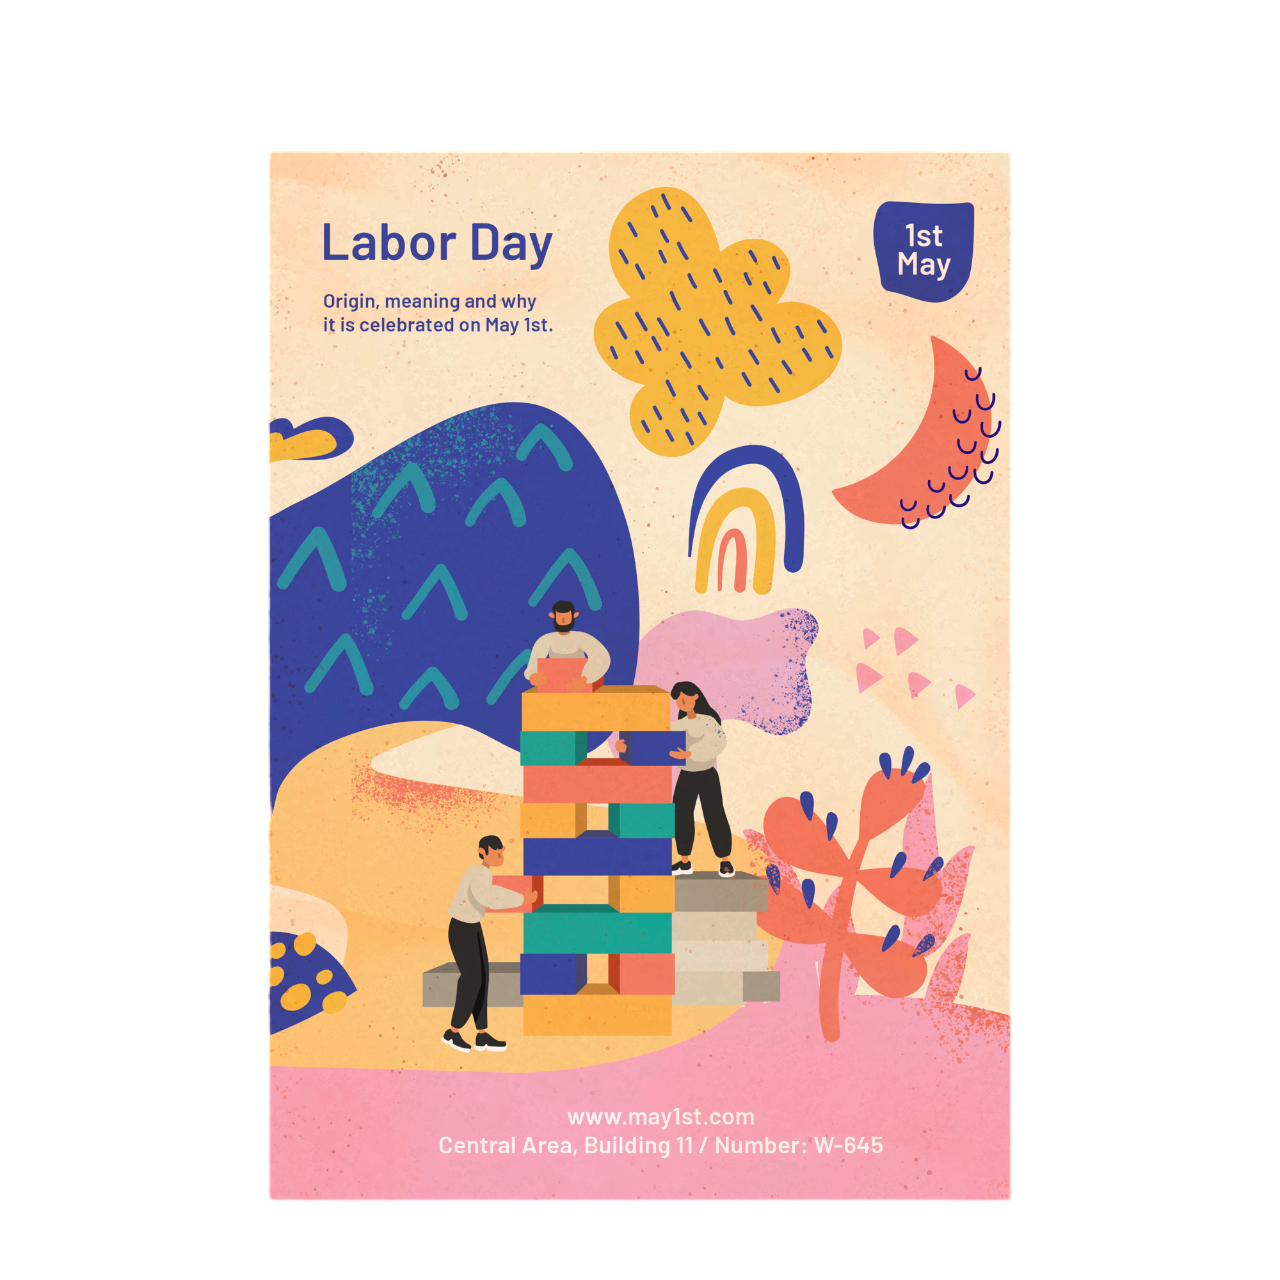 Labor Day
1st
May
Origin, meaning and why
it is celebrated on May 1st.
www.may1st.com
Central Area, Building 11 / Number: W-645